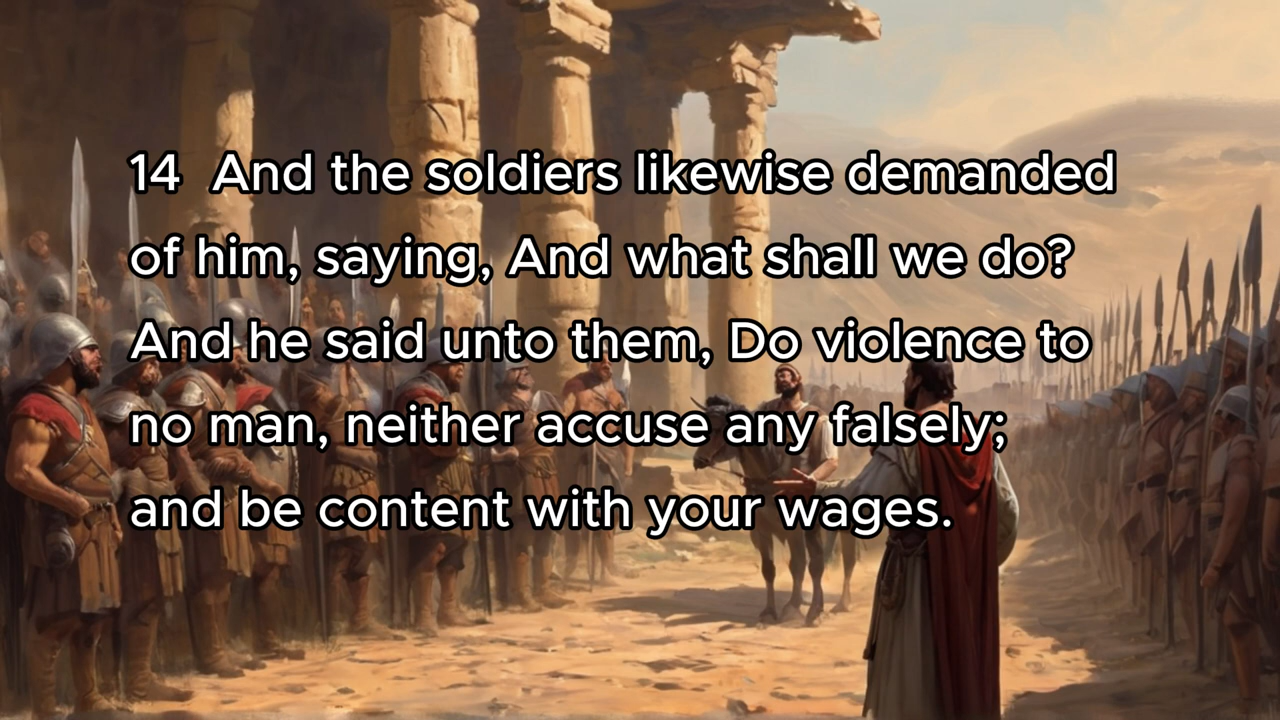 14 And the soldiers likewise demanded
of him, saying, And what shall we do?
And he said unto them, Do violence to
no man, neither accuse any falsely;
and be content with your wages.